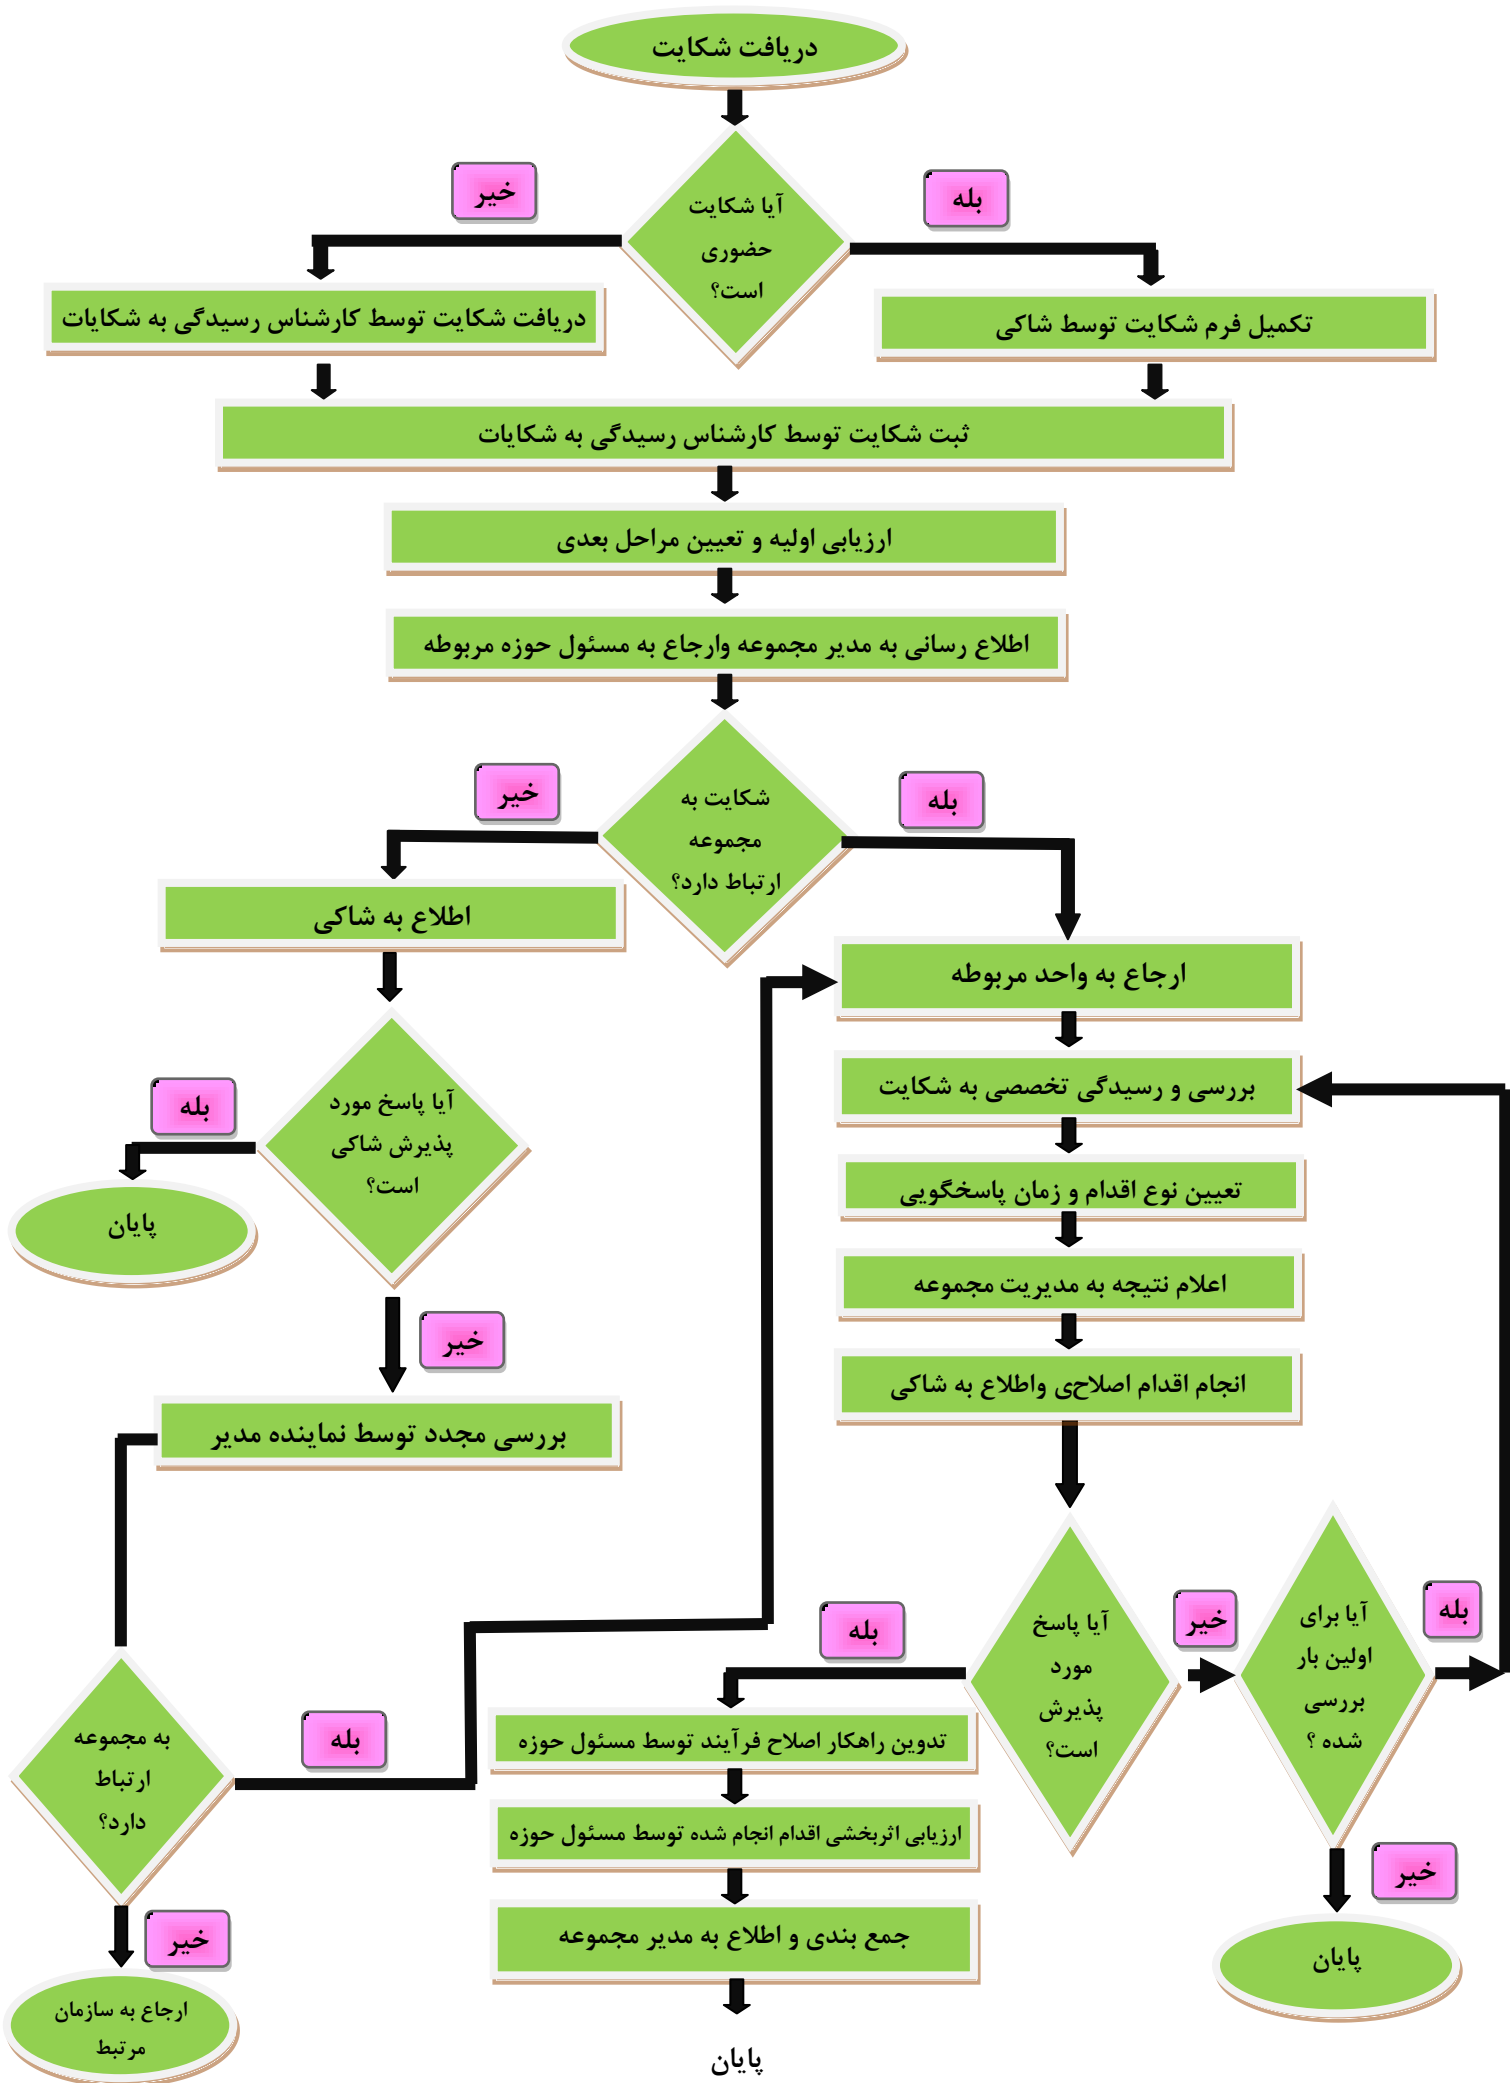 دریافت شکایت
خیر
بله
آیا شکایت
حضوری
است؟
دریافت شکایت توسط کارشناس رسیدگی به شکایات
تکمیل فرم شکایت توسط شاکی
ثبت شکایت توسط کارشناس رسیدگی به شکایات
ارزیابی اولیه و تعیین مراحل بعدی
اطلاع رسانی به مدیر مجموعه وارجاع به مسئول حوزه مربوطه
خیر
بله
شکایت به
مجموعه
ارتباط دارد؟
اطلاع به شاکی
ارجاع به واحد مربوطه
بررسی و رسیدگی تخصصی به شکایت
بله
آیا پاسخ مورد
پذیرش شاکی
است؟
تعیین نوع اقدام و زمان پاسخگویی
پایان
اعلام نتیجه به مدیریت مجموعه
خیر
انجام اقدام اصلاحی واطلاع به شاکی
بررسی مجدد توسط نماینده مدیر
آیا پاسخ
مورد
پذیرش
است؟
خیر
آیا برای
اولین بار
بررسی
شده ؟
بله
بله
به مجموعه
ارتباط
دارد؟
بله
تدوین راهکار اصلاح فرآیند توسط مسئول حوزه
ارزیابی اثربخشی اقدام انجام شده توسط مسئول حوزه
خیر
خیر
جمع بندی و اطلاع به مدیر مجموعه
پایان
ارجاع به سازمان
مرتبط
پایان